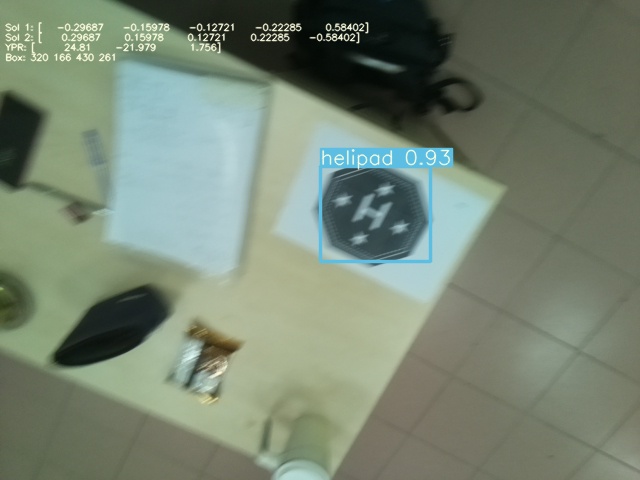 Sol 1: [ -0.29687 -0.15978 -0.12721 -0.22285 0.58402]
Sol 2: [ 0.29687 0.15978 0.12721 0.22285 -0.58402]
YPR: [ 24.81 -21.979 1.756]
Box: 320 166 430 261
helipad 0.93
H